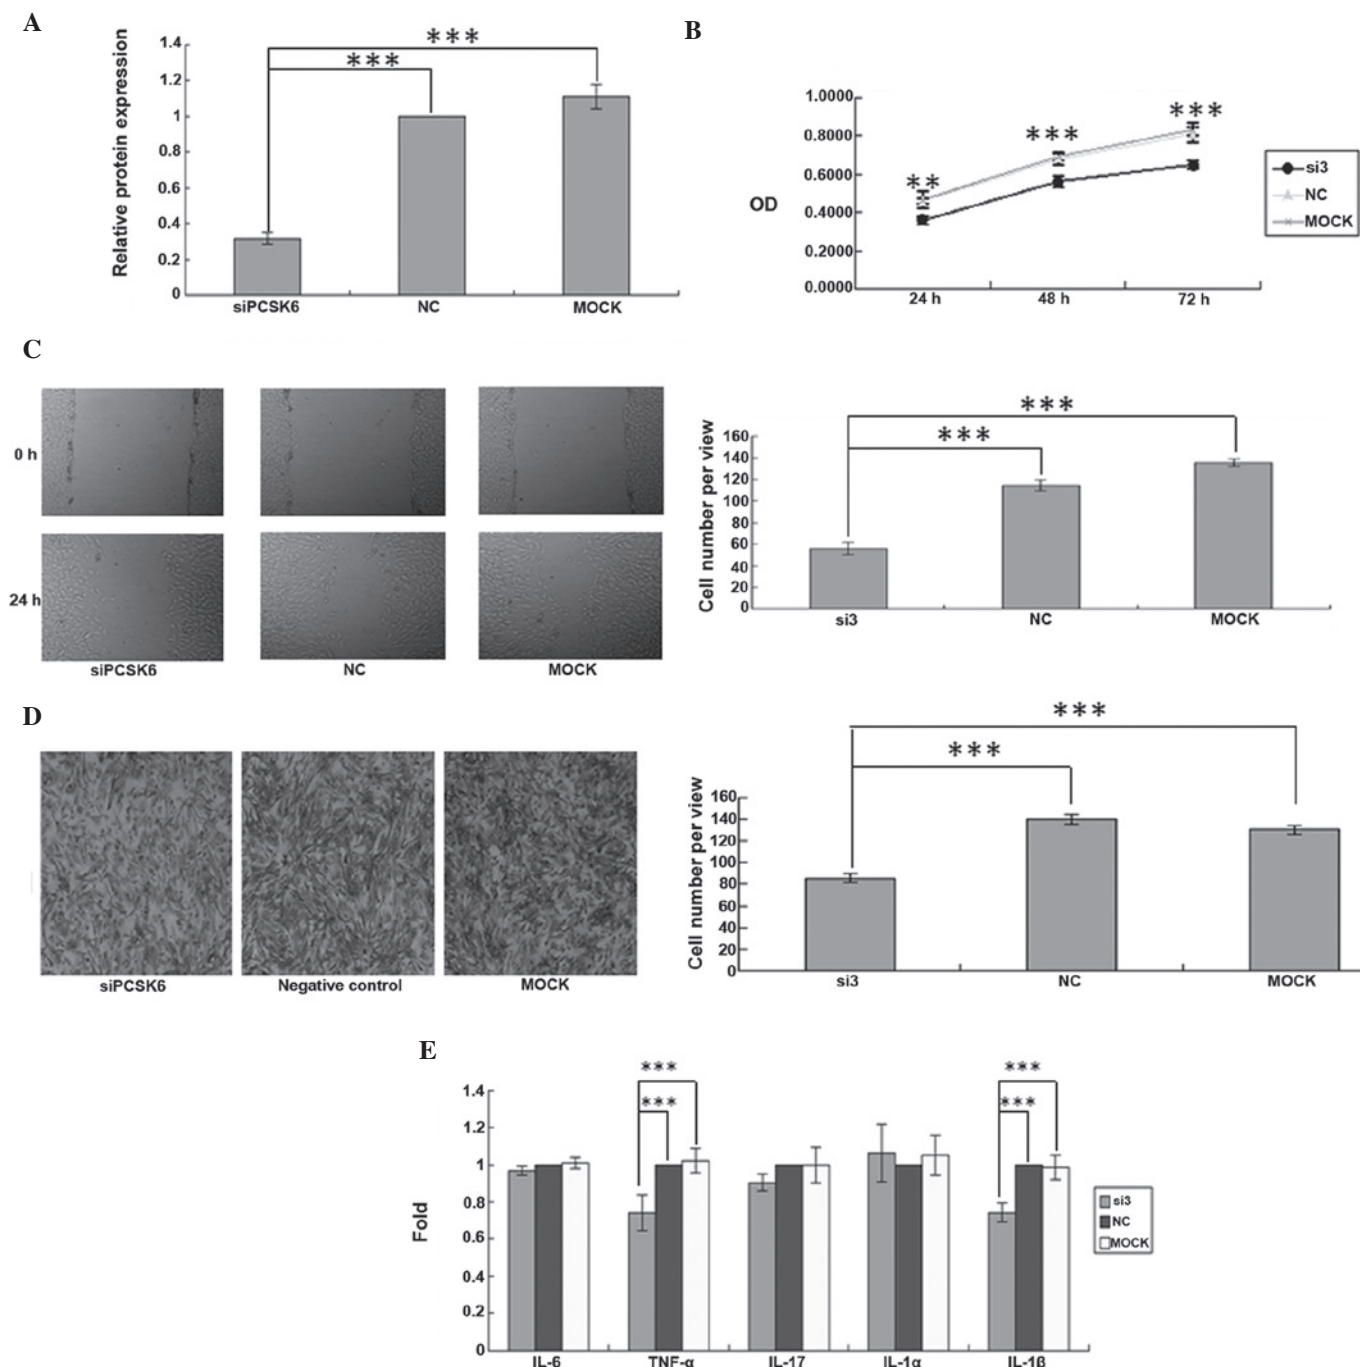 A
Relative protein expression
1.4
1.2
1
0.8
0.6
0.4
0.2
0
***
***
siPCSK6 NC MOCK
B
OD
1.0000
0.8000
0.6000
0.4000
0.2000
0.0000
**
***
***
24 h 48 h 72 h
si3
NC
MOCK
C
0 h
24 h
siPCSK6 NC MOCK
Cell number per view
160
140
120
100
80
60
40
20
0
***
***
si3 NC MOCK
D
siPCSK6 Negative control MOCK
Cell number per view
160
140
120
100
80
60
40
20
0
***
***
si3 NC MOCK
E
Fold
1.4
1.2
1
0.8
0.6
0.4
0.2
0
***
***
***
***
IL-6 TNF-α IL-17 IL-1α IL-1β
si3
NC
MOCK